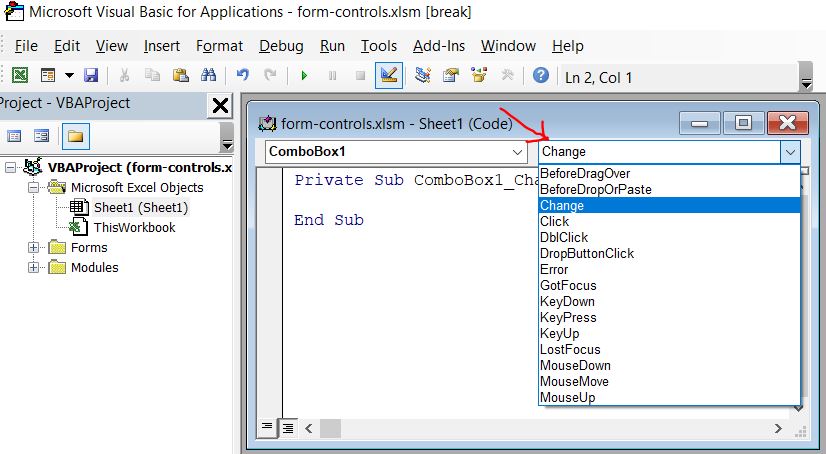 Microsoft Visual Basic for Applications - form-controls.xlsm [break]
File Edit View Insert Format Debug Run Tools Add-Ins Window Help
Ln 2, Col 1
Project - VBAProject
VBAProject (form-controls.x
Microsoft Excel Objects
Sheet1 (Sheet1)
ThisWorkbook
Forms
Modules
form-controls.xlsm - Sheet1 (Code)
ComboBox1
Change
Private Sub ComboBox1_Cha
End Sub
BeforeDragOver
BeforeDropOrPaste
Change
Click
DblClick
DropButtonClick
Error
GotFocus
KeyDown
KeyPress
KeyUp
LostFocus
MouseDown
MouseMove
MouseUp